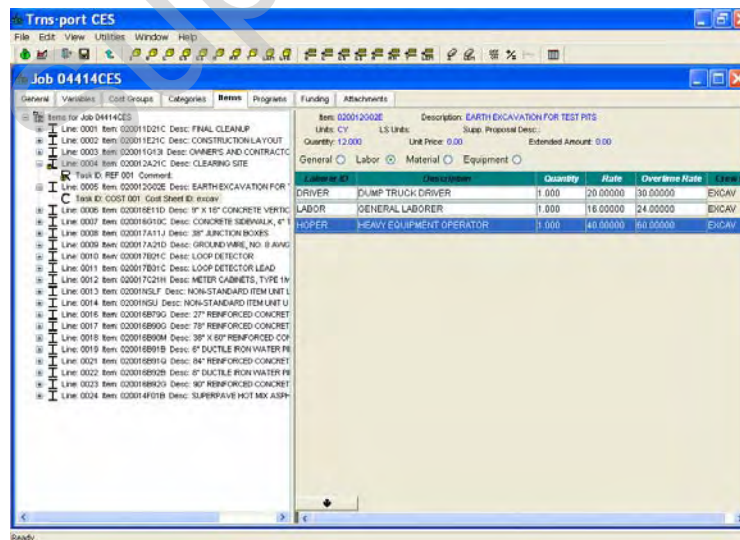 Trns·port CES
File Edit View Utilities Window Help
Job 04414CES
General Variables Cost Groups Categories Items Programs Funding Attachments
Items for Job 04414CES
Line: 0001 Item: 020011D21C Desc: FINAL CLEANUP
Line: 0002 Item: 020011E21C Desc: CONSTRUCTION LAYOUT
Line: 0003 Item: 020011G13I Desc: OWNER'S AND CONTRACTO
Line: 0004 Item: 020012A21C Desc: CLEARING SITE
Task ID: REF 001 Comment:
Line: 0005 Item: 020012G02E Desc: EARTH EXCAVATION FOR
Task ID: COST 001 Cost Sheet ID: excav
Line: 0006 Item: 020016E11D Desc: 9" X 16" CONCRETE VERTIC
Line: 0007 Item: 020016G10C Desc: CONCRETE SIDEWALK, 4" T
Line: 0008 Item: 020017A11J Desc: 38" JUNCTION BOXES
Line: 0009 Item: 020017A21D Desc: GROUND WIRE, NO. 8 AWG
Line: 0010 Item: 020017B21C Desc: LOOP DETECTOR
Line: 0011 Item: 020017B01C Desc: LOOP DETECTOR LEAD
Line: 0012 Item: 020017C21H Desc: METER CABINETS, TYPE 1M
Line: 0013 Item: 02001NSLF Desc: NON-STANDARD ITEM UNIT L
Line: 0014 Item: 02001NSU Desc: NON-STANDARD ITEM UNIT U
Line: 0016 Item: 020016B79G Desc: 27" REINFORCED CONCRET
Line: 0017 Item: 020016B90G Desc: 78" REINFORCED CONCRET
Line: 0018 Item: 020016B90M Desc: 38" X 60" REINFORCED CON
Line: 0019 Item: 020016B91B Desc: 6" DUCTILE IRON WATER PI
Line: 0021 Item: 020016B91G Desc: 84" REINFORCED CONCRET
Line: 0022 Item: 020016B92B Desc: 8" DUCTILE IRON WATER PI
Line: 0023 Item: 020016B92G Desc: 90" REINFORCED CONCRET
Line: 0024 Item: 020014F01B Desc: SUPERPAVE HOT MIX ASPH
Item: 020012G02E Description: EARTH EXCAVATION FOR TEST PITS
Units: CY LS Units: Supp. Proposal Desc.:
Quantity: 12.000 Unit Price: 0.00 Extended Amount: 0.00
General Labor Material Equipment
Laborer ID Description Quantity Rate Overtime Rate Crew
DRIVER DUMP TRUCK DRIVER 1.000 20.00000 30.00000 EXCAV
LABOR GENERAL LABORER 1.000 16.00000 24.00000 EXCAV
HOPER HEAVY EQUIPMENT OPERATOR 1.000 40.00000 60.00000 EXCAV
Ready